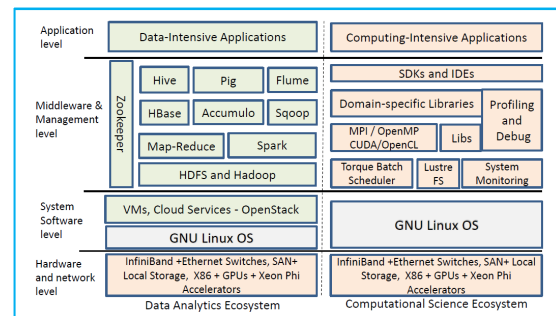 Application
level
Data-Intensive Applications
Computing-Intensive Applications
Middleware &
Management
level
Zookeeper
Hive
Pig
Flume
HBase
Accumulo
Sqoop
Map-Reduce
Spark
HDFS and Hadoop
SDKs and IDEs
Domain-specific Libraries
Profiling
and
Debug
MPI / OpenMP
CUDA/OpenCL
Libs
Torque Batch
Scheduler
Lustre
FS
System
Monitoring
System
Software
level
VMs, Cloud Services - OpenStack
GNU Linux OS
GNU Linux OS
Hardware
and network
level
InfiniBand +Ethernet Switches, SAN+
Local Storage, X86 + GPUs + Xeon Phi
Accelerators
InfiniBand +Ethernet Switches, SAN+ Local
Storage, X86 + GPUs + Xeon Phi
Accelerators
Data Analytics Ecosystem
Computational Science Ecosystem